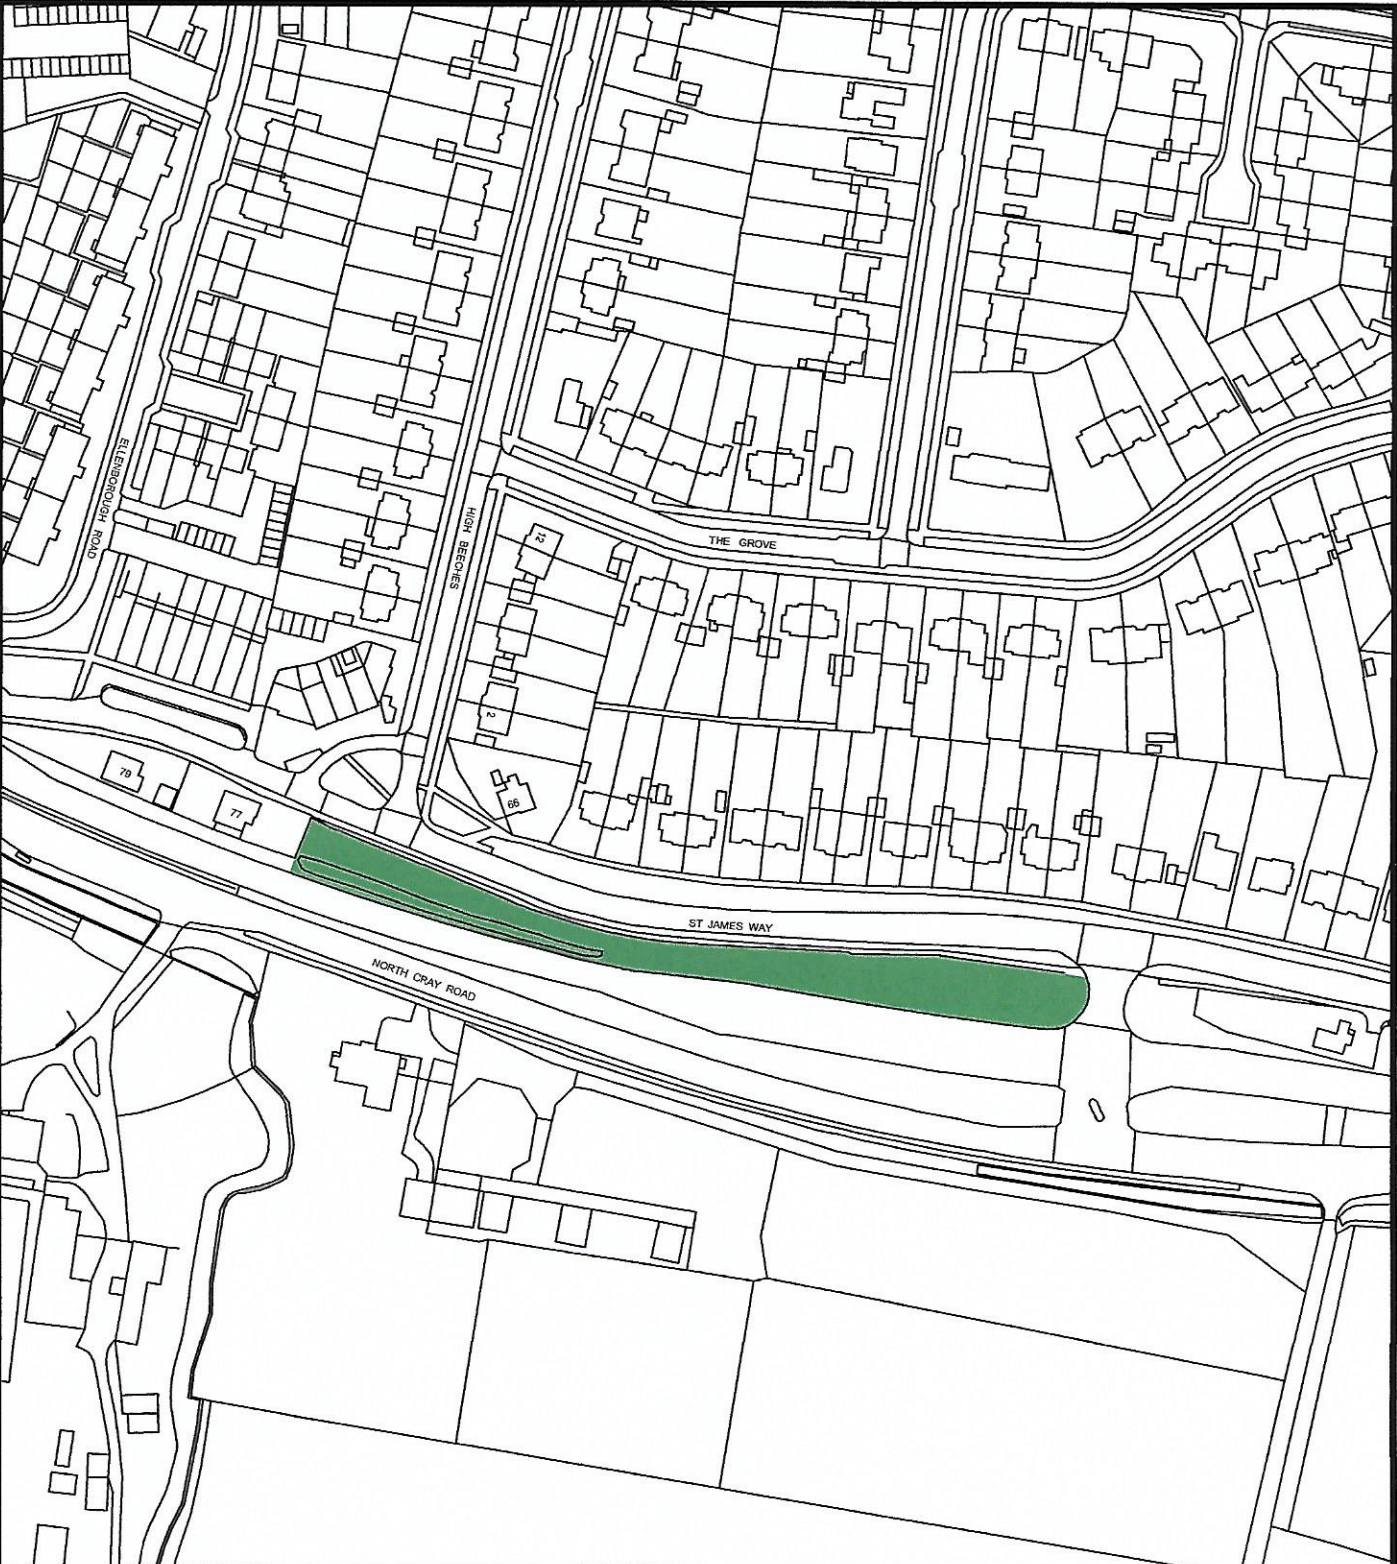 ELLENBOROUGH ROAD
HIGH BEECHES
THE GROVE
12
2
66
79
77
ST JAMES WAY
NORTH CRAY ROAD